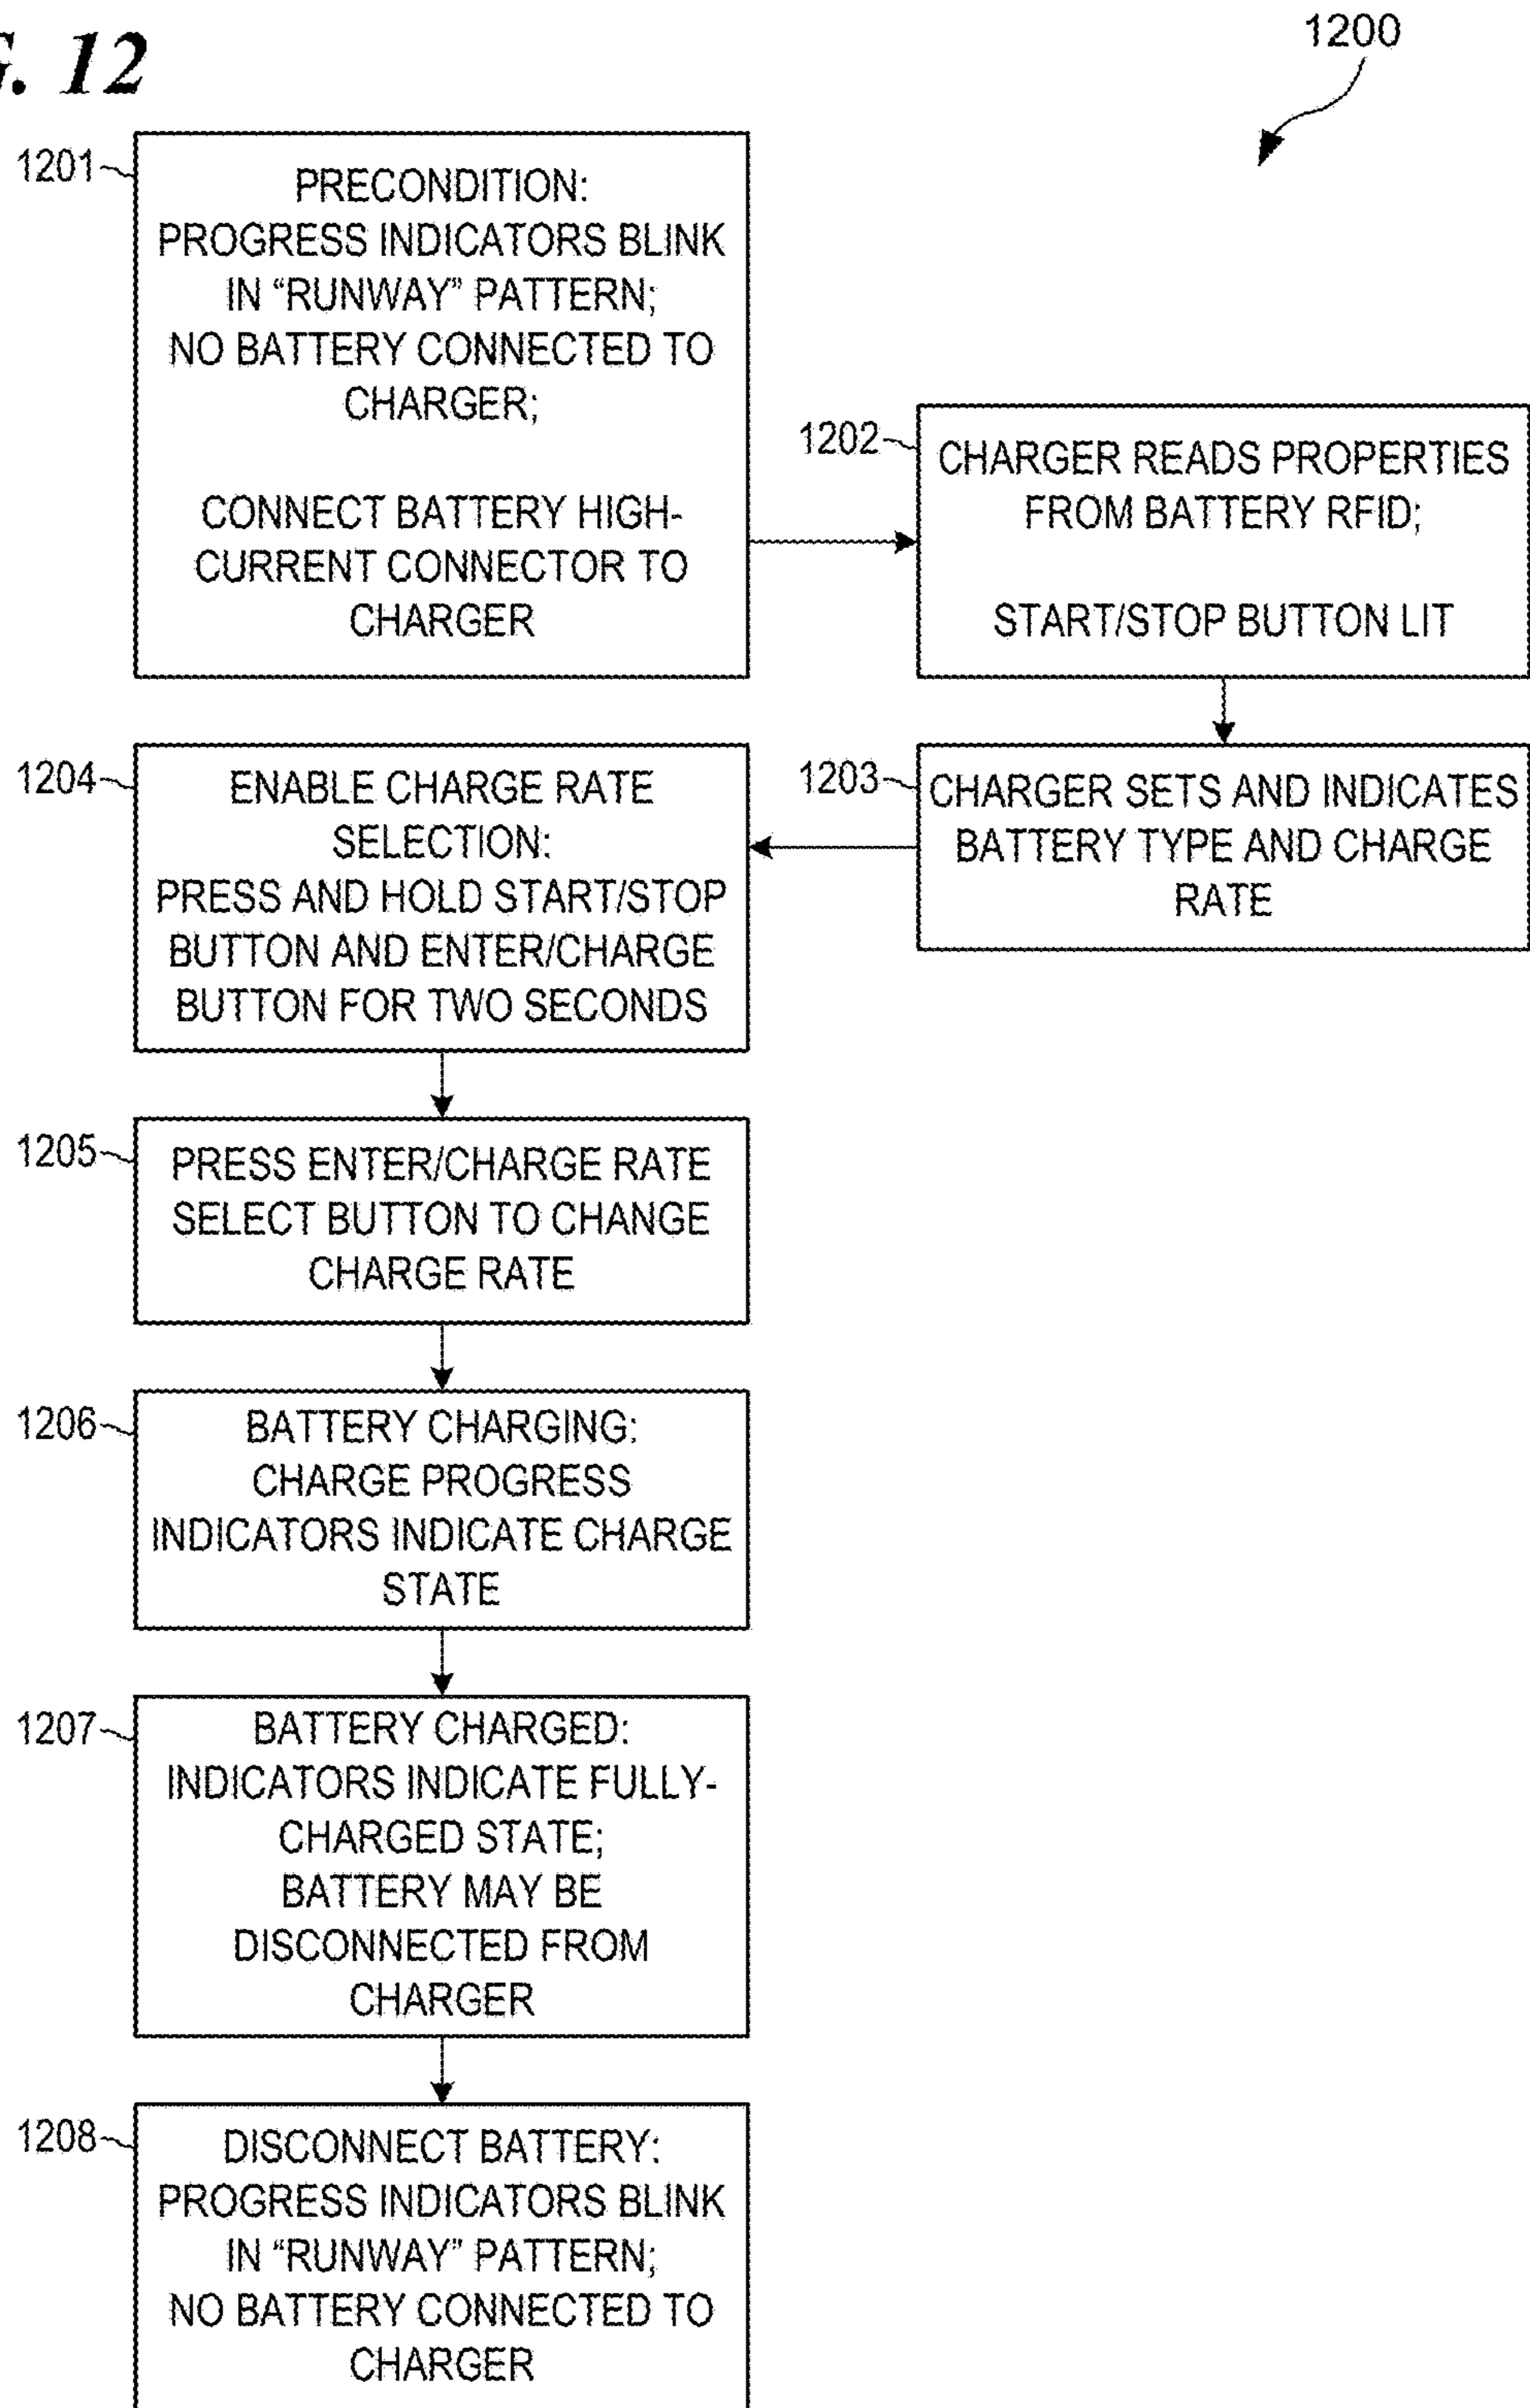 G. 12
1200
1201
PRECONDITION:
PROGRESS INDICATORS BLINK
IN “RUNWAY” PATTERN;
NO BATTERY CONNECTED TO
CHARGER;
CONNECT BATTERY HIGH-
CURRENT CONNECTOR TO
CHARGER
1202
CHARGER READS PROPERTIES
FROM BATTERY RFID;
START/STOP BUTTON LIT
1203
CHARGER SETS AND INDICATES
BATTERY TYPE AND CHARGE
RATE
1204
ENABLE CHARGE RATE
SELECTION:
PRESS AND HOLD START/STOP
BUTTON AND ENTER/CHARGE
BUTTON FOR TWO SECONDS
1205
PRESS ENTER/CHARGE RATE
SELECT BUTTON TO CHANGE
CHARGE RATE
1206
BATTERY CHARGING:
CHARGE PROGRESS
INDICATORS INDICATE CHARGE
STATE
1207
BATTERY CHARGED:
INDICATORS INDICATE FULLY-
CHARGED STATE;
BATTERY MAY BE
DISCONNECTED FROM
CHARGER
1208
DISCONNECT BATTERY:
PROGRESS INDICATORS BLINK
IN “RUNWAY” PATTERN;
NO BATTERY CONNECTED TO
CHARGER